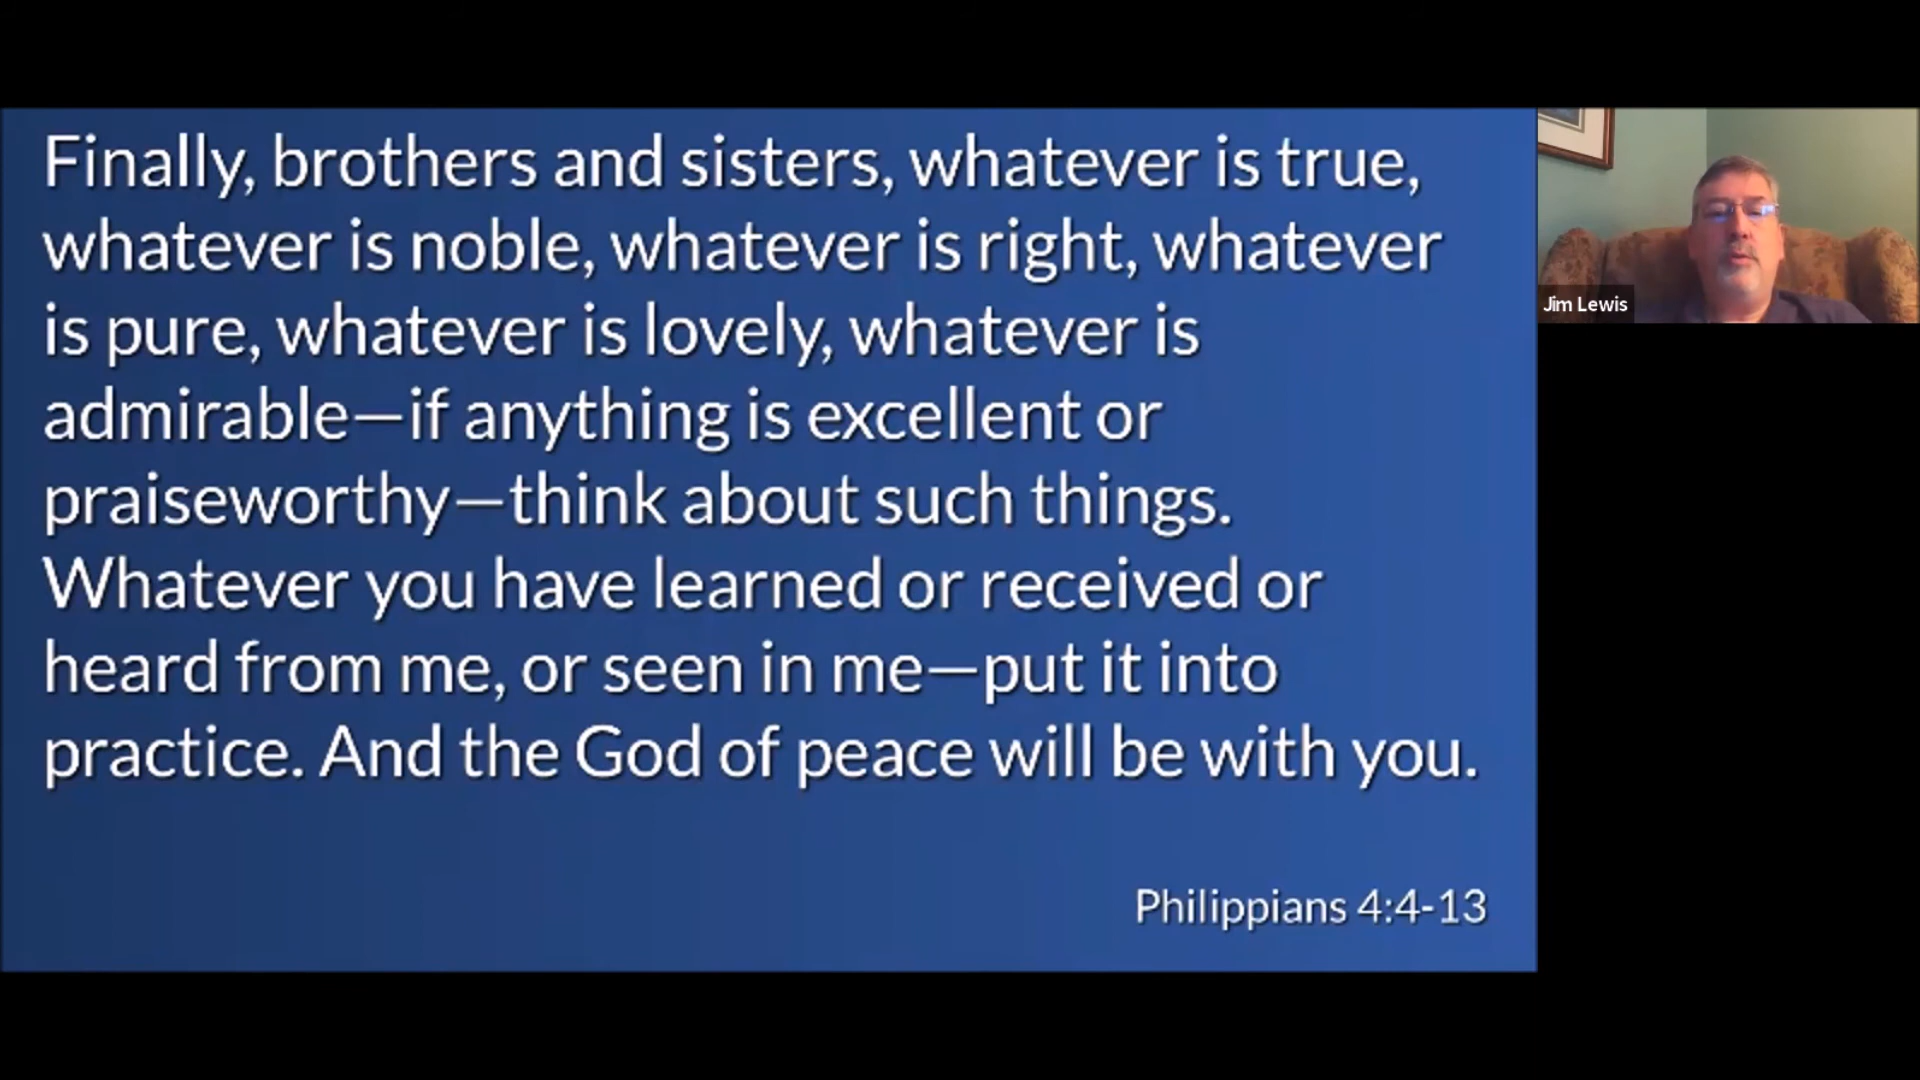 Finally, brothers and sisters, whatever is true,
whatever is noble, whatever is right, whatever
is pure, whatever is lovely, whatever is
admirable—if anything is excellent or
praiseworthy—think about such things.
Whatever you have learned or received or
heard from me, or seen in me—put it into
practice. And the God of peace will be with you.
Philippians 4:4-13
Jim Lewis